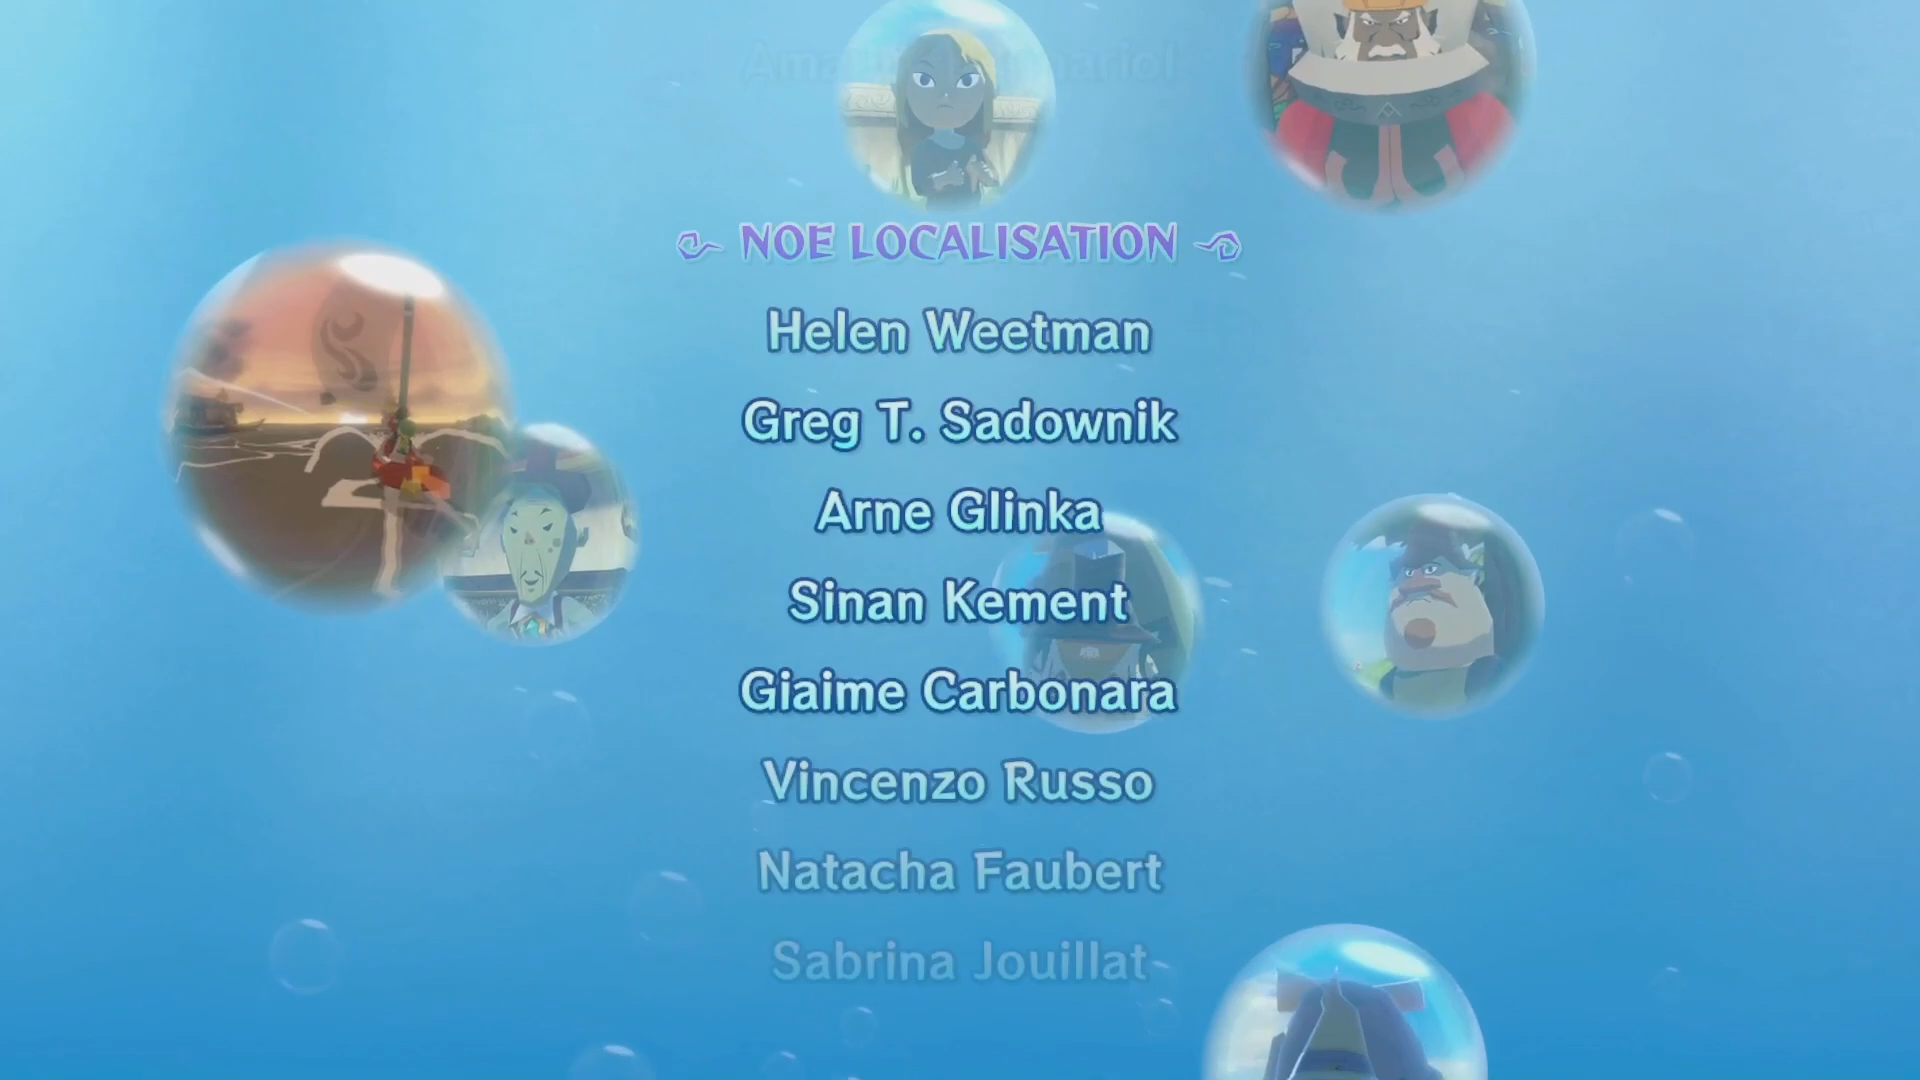 NOE LOCALISATION
Helen Weetman
Greg T. Sadownik
Arne Glinka
Sinan Kement
Giaime Carbonara
Vincenzo Russo
Natacha Faubert
Sabrina Jouillat